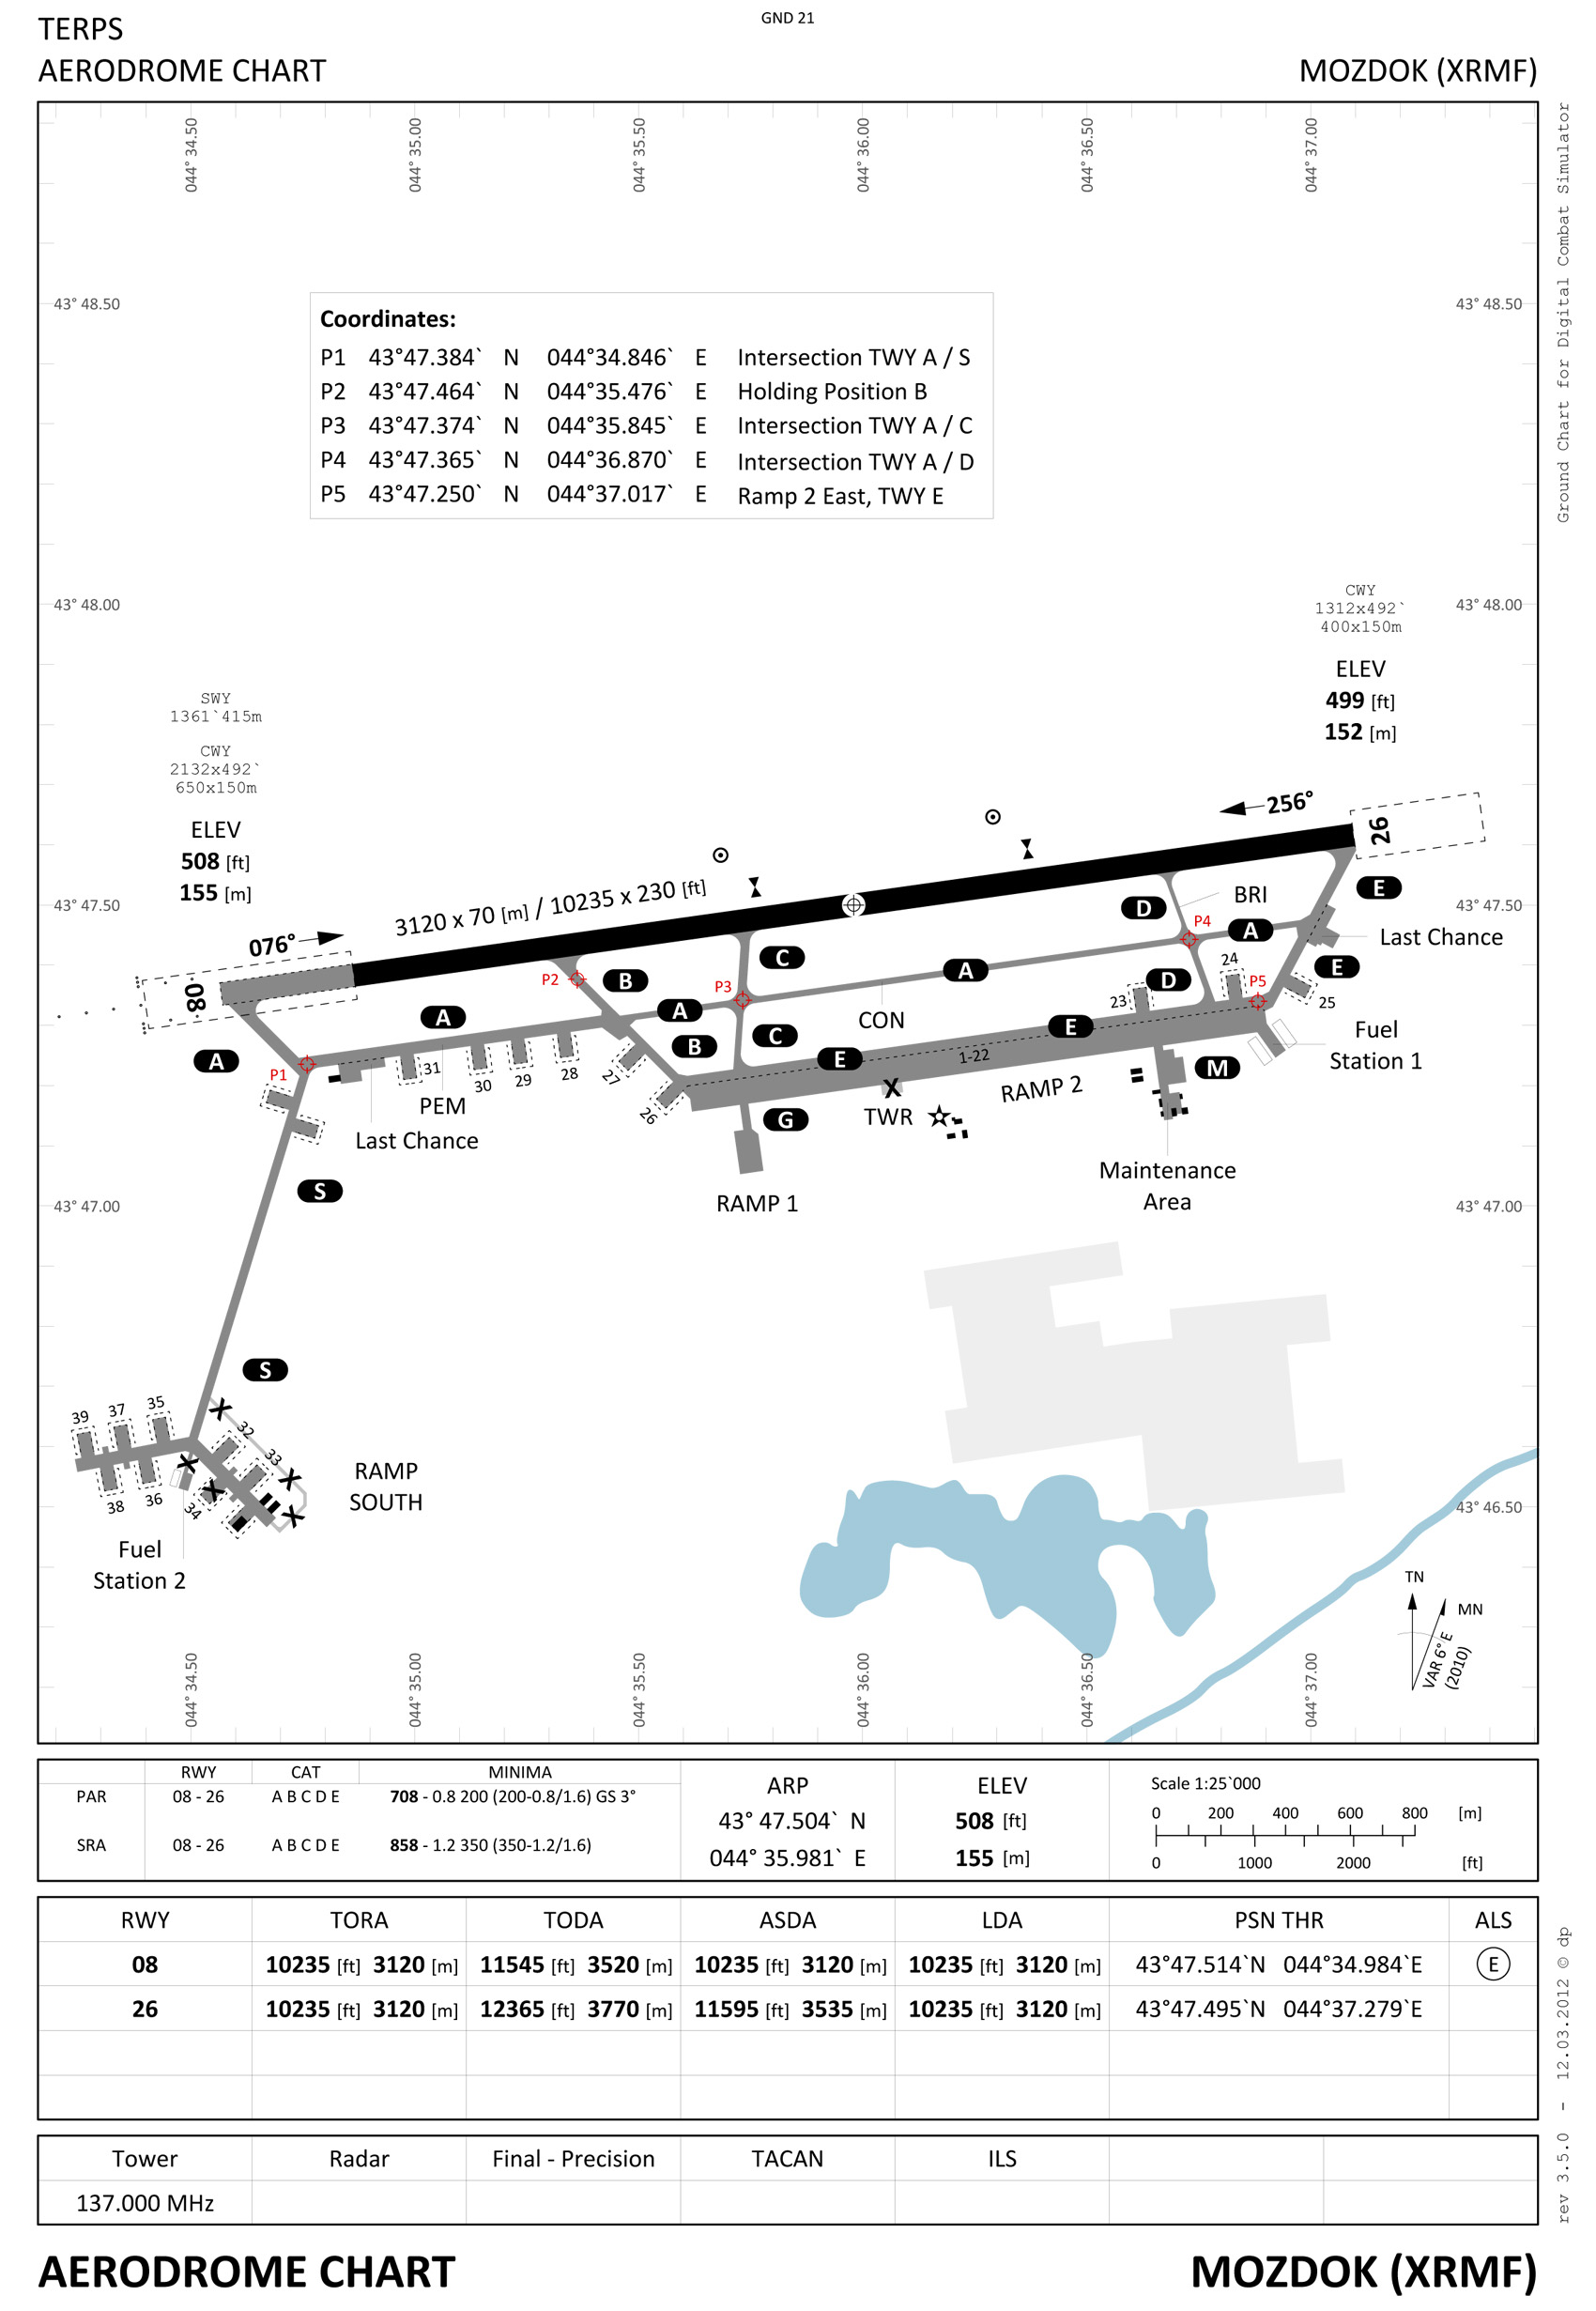 GND 21
TERPS
AERODROME CHART
MOZDOK (XRMF)
Ground Chart for Digital Combat Simulator
044° 34.50
044° 35.00
044° 35.50
044° 36.00
044° 36.50
044° 37.00
43° 48.50
43° 48.50
Coordinates:
P1 43°47.384` N 044°34.846` E Intersection TWY A / S
P2 43°47.464` N 044°35.476` E Holding Position B
P3 43°47.374` N 044°35.845` E Intersection TWY A / C
P4 43°47.365` N 044°36.870` E Intersection TWY A / D
P5 43°47.250` N 044°37.017` E Ramp 2 East, TWY E
43° 48.00
43° 48.00
CWY
1312x492`
400x150m
ELEV
499 [ft]
152 [m]
SWY
1361`415m
CWY
2132x492`
650x150m
ELEV
508 [ft]
155 [m]
256°
26
3120 x 70 [m] / 10235 x 230 [ft]
076°
08
43° 47.50
43° 47.50
E
BRI
D
P4
A
Last Chance
C
A
E
P2
B
P3
A
D
24
P5
25
23
A
CON
E
C
B
E
1-22
Fuel
Station 1
A
P1
31
30
29
28
27
26
PEM
Last Chance
M
RAMP 2
TWR
G
X
Maintenance
Area
RAMP 1
S
43° 47.00
43° 47.00
S
39
37
35
32
33
38
36
34
X
X
X
X
X
RAMP
SOUTH
Fuel
Station 2
43° 46.50
43° 46.50
TN
MN
VAR 6° E
(2010)
044° 34.50
044° 35.00
044° 35.50
044° 36.00
044° 36.50
044° 37.00
RWY CAT MINIMA
PAR 08 - 26 A B C D E 708 - 0.8 200 (200-0.8/1.6) GS 3°
SRA 08 - 26 A B C D E 858 - 1.2 350 (350-1.2/1.6)
ARP
43° 47.504` N
044° 35.981` E
ELEV
508 [ft]
155 [m]
Scale 1:25`000
0 200 400 600 800 [m]
0 1000 2000 [ft]
RWY TORA TODA ASDA LDA PSN THR ALS
08 10235 [ft] 3120 [m] 11545 [ft] 3520 [m] 10235 [ft] 3120 [m] 10235 [ft] 3120 [m] 43°47.514`N 044°34.984`E E
26 10235 [ft] 3120 [m] 12365 [ft] 3770 [m] 11595 [ft] 3535 [m] 10235 [ft] 3120 [m] 43°47.495`N 044°37.279`E
Tower Radar Final - Precision TACAN ILS
137.000 MHz
rev 3.5.0 - 12.03.2012 © dp
AERODROME CHART
MOZDOK (XRMF)